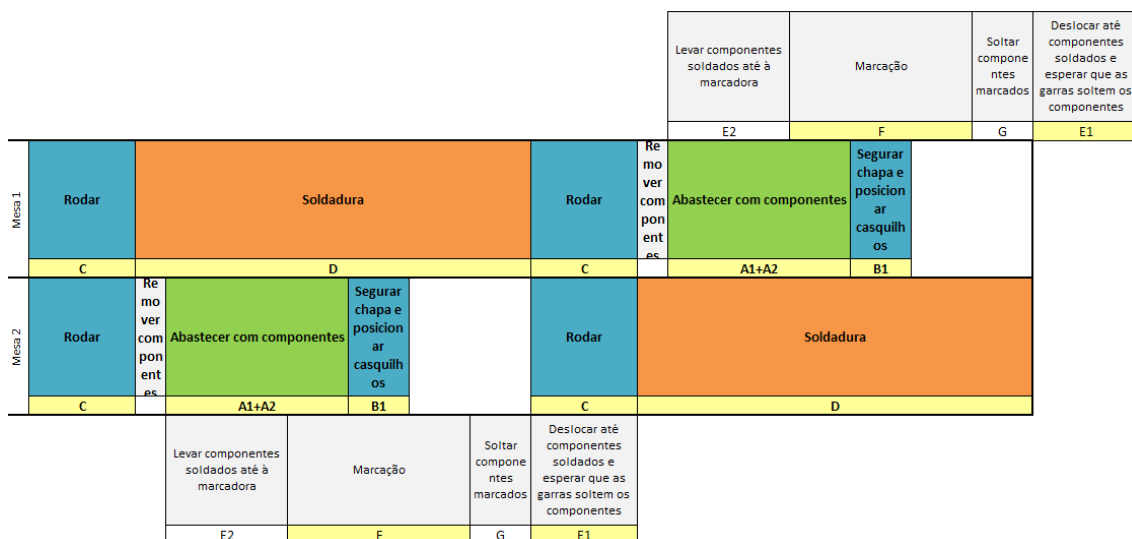 Levar componentes
soldados até à
marcadora
Marcação
Soltar
compone
ntes
marcados
Deslocar até
componentes
soldados e
esperar que as
garras soltem os
componentes
E2
F
G
E1
Mesa 1
Rodar
Soldadura
Rodar
Re
mo
ver
com
pon
ent
es
Abastecer com componentes
Segurar
chapa e
posicion
ar
casquilh
os
C
D
C
A1+A2
B1
Mesa 2
Rodar
Re
mo
ver
com
pon
ent
es
Abastecer com componentes
Segurar
chapa e
posicion
ar
casquilh
os
Rodar
Soldadura
C
A1+A2
B1
C
D
Levar componentes
soldados até à
marcadora
Marcação
Soltar
compone
ntes
marcados
Deslocar até
componentes
soldados e
esperar que as
garras soltem os
componentes
E2
F
G
E1